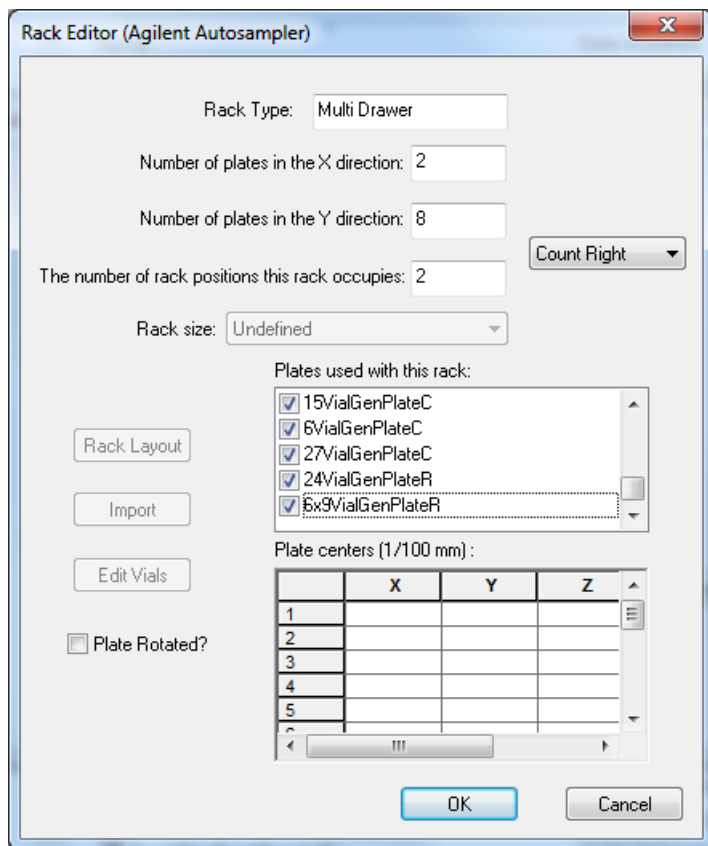 Rack Editor (Agilent Autosampler)
Rack Type: Multi Drawer
Number of plates in the X direction: 2
Number of plates in the Y direction: 8
Count Right
The number of rack positions this rack occupies: 2
Rack size: Undefined
Plates used with this rack:
15VialGenPlateC
6VialGenPlateC
27VialGenPlateC
24VialGenPlateR
6x9VialGenPlateR
Rack Layout
Import
Edit Vials
Plate Rotated?
Plate centers (1/100 mm) :
X Y Z
1
2
3
4
5
OK Cancel